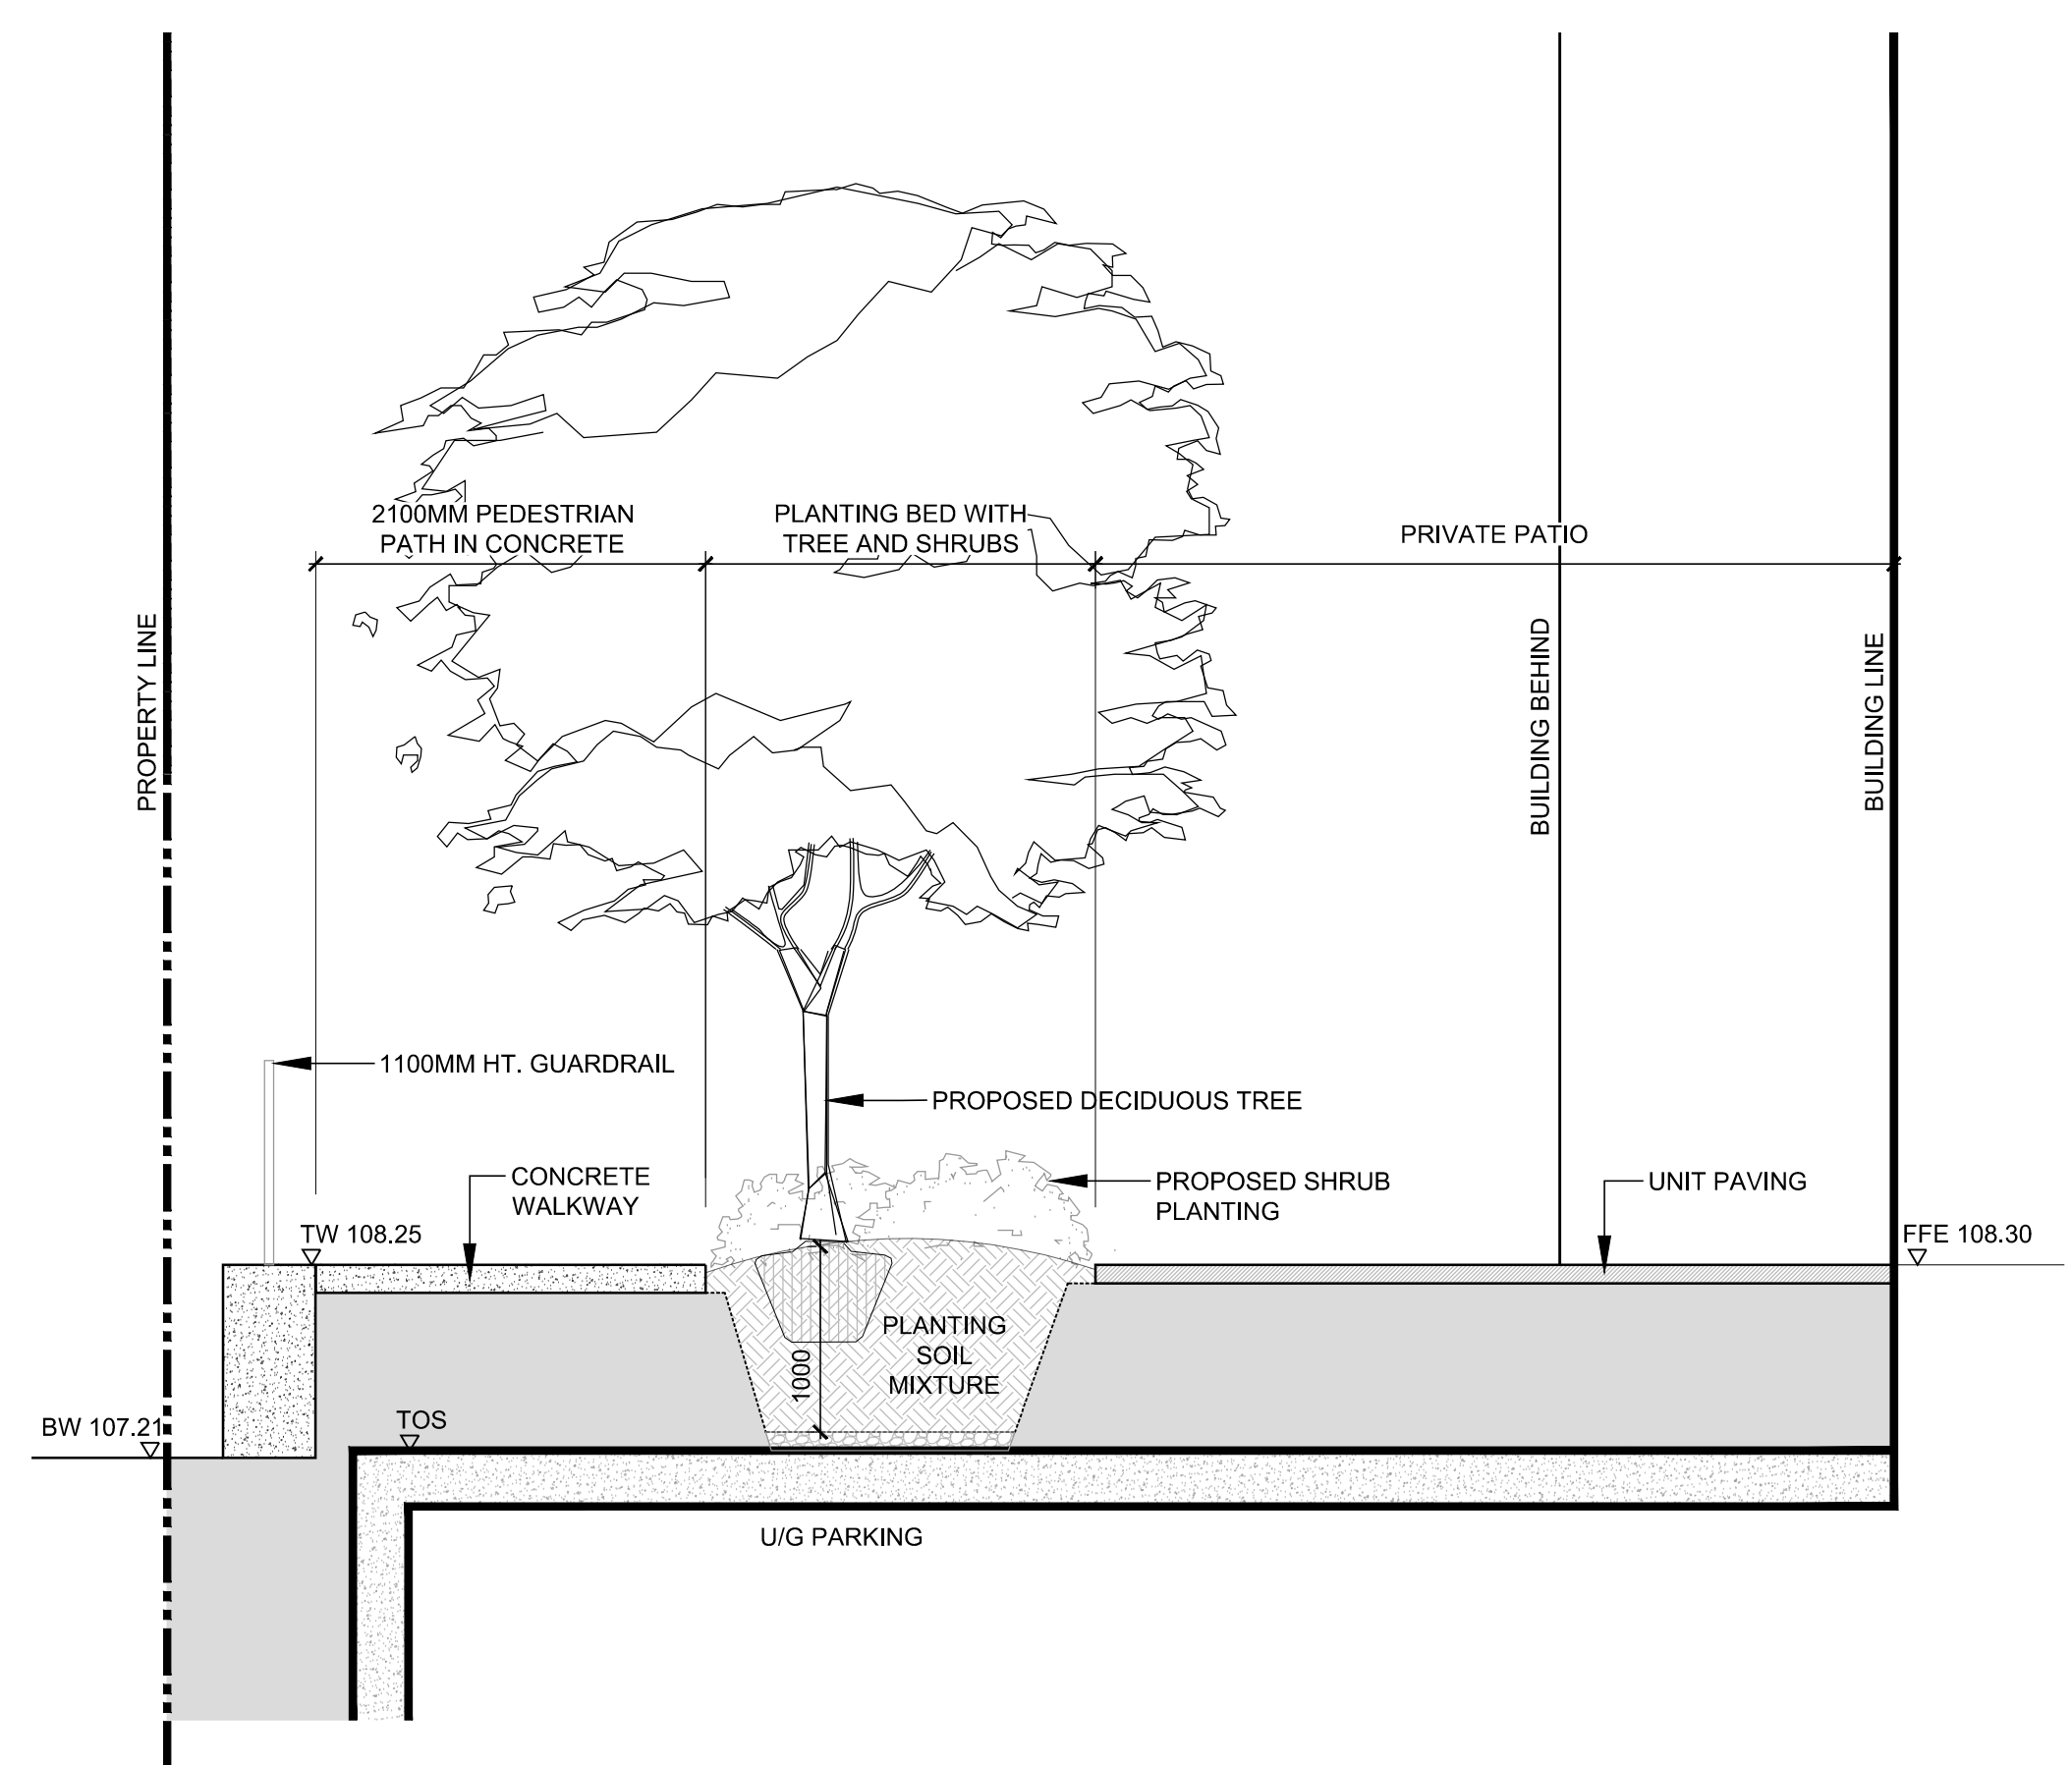 2100MM PEDESTRIAN
PATH IN CONCRETE
PLANTING BED WITH
TREE AND SHRUBS
PRIVATE PATIO
PROPERTY LINE
BUILDING BEHIND
BUILDING LINE
1100MM HT. GUARDRAIL
PROPOSED DECIDUOUS TREE
CONCRETE
WALKWAY
PROPOSED SHRUB
PLANTING
UNIT PAVING
TW 108.25
FFE 108.30
PLANTING
SOIL
MIXTURE
1000
BW 107.21
TOS
U/G PARKING